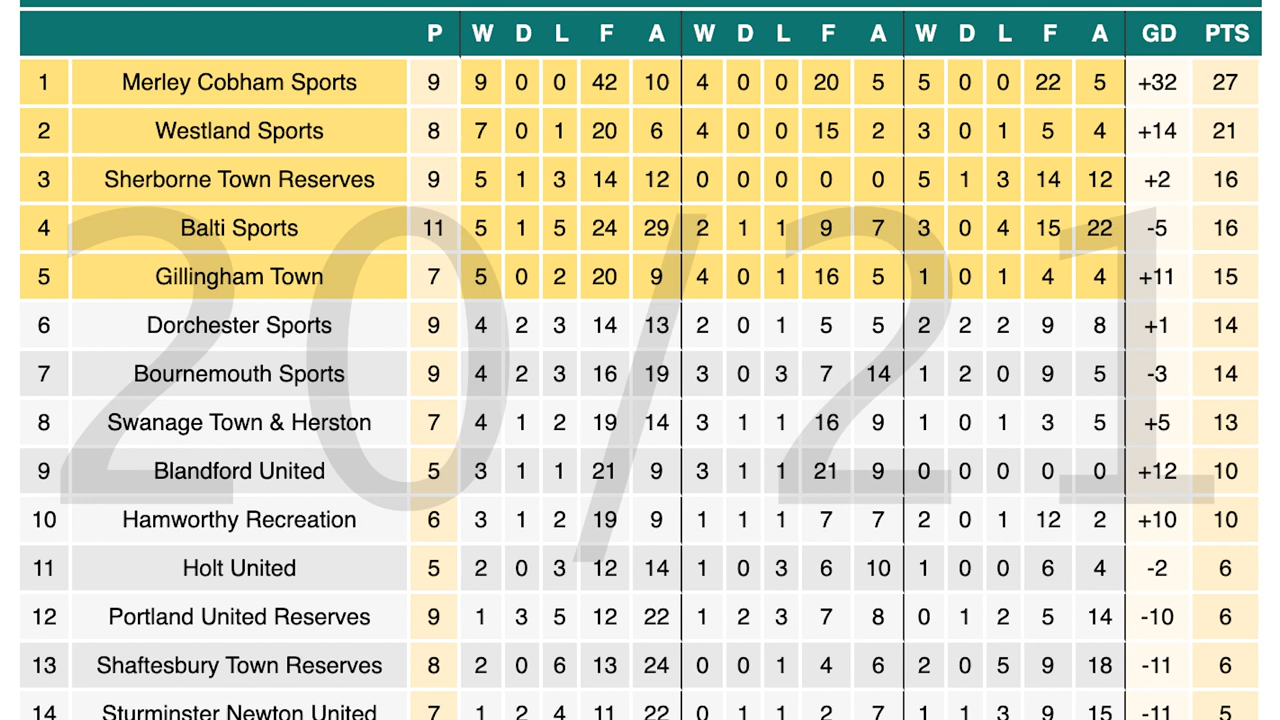 P W D L F A W D L F A W D L F A GD PTS
1 Merley Cobham Sports 9 9 0 0 42 10 4 0 0 20 5 5 0 0 22 5 +32 27
2 Westland Sports 8 7 0 1 20 6 4 0 0 15 2 3 0 1 5 4 +14 21
3 Sherborne Town Reserves 9 5 1 3 14 12 0 0 0 0 0 5 1 3 14 12 +2 16
4 Balti Sports 11 5 1 5 24 29 2 1 1 9 7 3 0 4 15 22 -5 16
5 Gillingham Town 7 5 0 2 20 9 4 0 1 16 5 1 0 1 4 4 +11 15
6 Dorchester Sports 9 4 2 3 14 13 2 0 1 5 5 2 2 2 9 8 +1 14
7 Bournemouth Sports 9 4 2 3 16 19 3 0 3 7 14 1 2 0 9 5 -3 14
8 Swanage Town & Herston 7 4 1 2 19 14 3 1 1 16 9 1 0 1 3 5 +5 13
9 Blandford United 5 3 1 1 21 9 3 1 1 21 9 0 0 0 0 0 +12 10
10 Hamworthy Recreation 6 3 1 2 19 9 1 1 1 7 7 2 0 1 12 2 +10 10
11 Holt United 5 2 0 3 12 14 1 0 3 6 10 1 0 0 6 4 -2 6
12 Portland United Reserves 9 1 3 5 12 22 1 2 3 7 8 0 1 2 5 14 -10 6
13 Shaftesbury Town Reserves 8 2 0 6 13 24 0 0 1 4 6 2 0 5 9 18 -11 6
14 Sturminster Newton United 7 1 2 4 11 22 0 1 1 2 7 1 1 3 9 15 -11 5
20/21